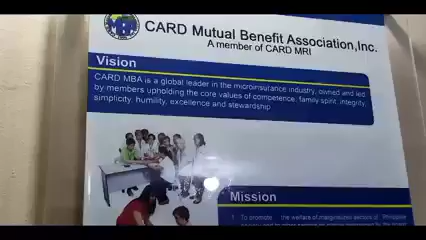 CARD Mutual Benefit Association, Inc.
A member of CARD MRI
Vision
CARD MBA is a global leader in the microinsurance industry, owned and led
by members upholding the core values of competence, family spirit, integrity,
simplicity, humility, excellence and stewardship
Mission
1. To promote the welfare of marginalized sectors of Philippine